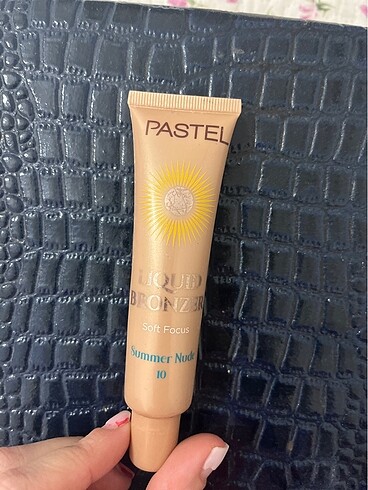 PASTEL
LIQUID
BRONZER
Soft Focus
Summer Nude
10